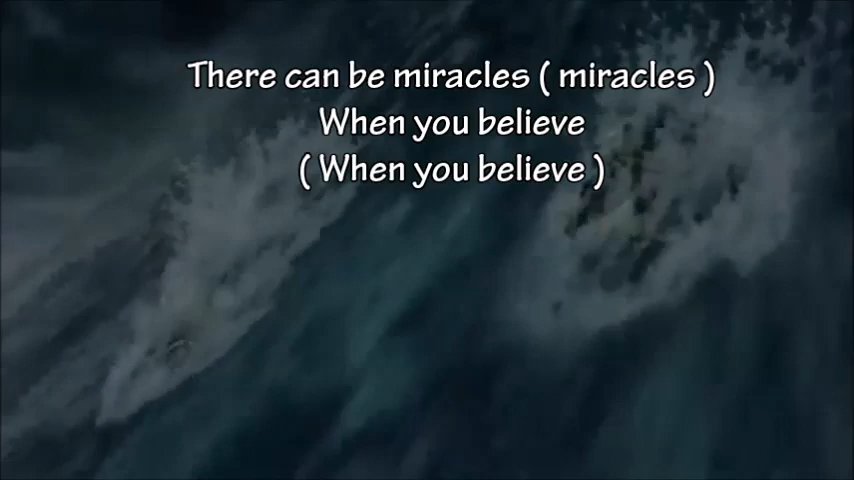 There can be miracles ( miracles )
When you believe
( When you believe )